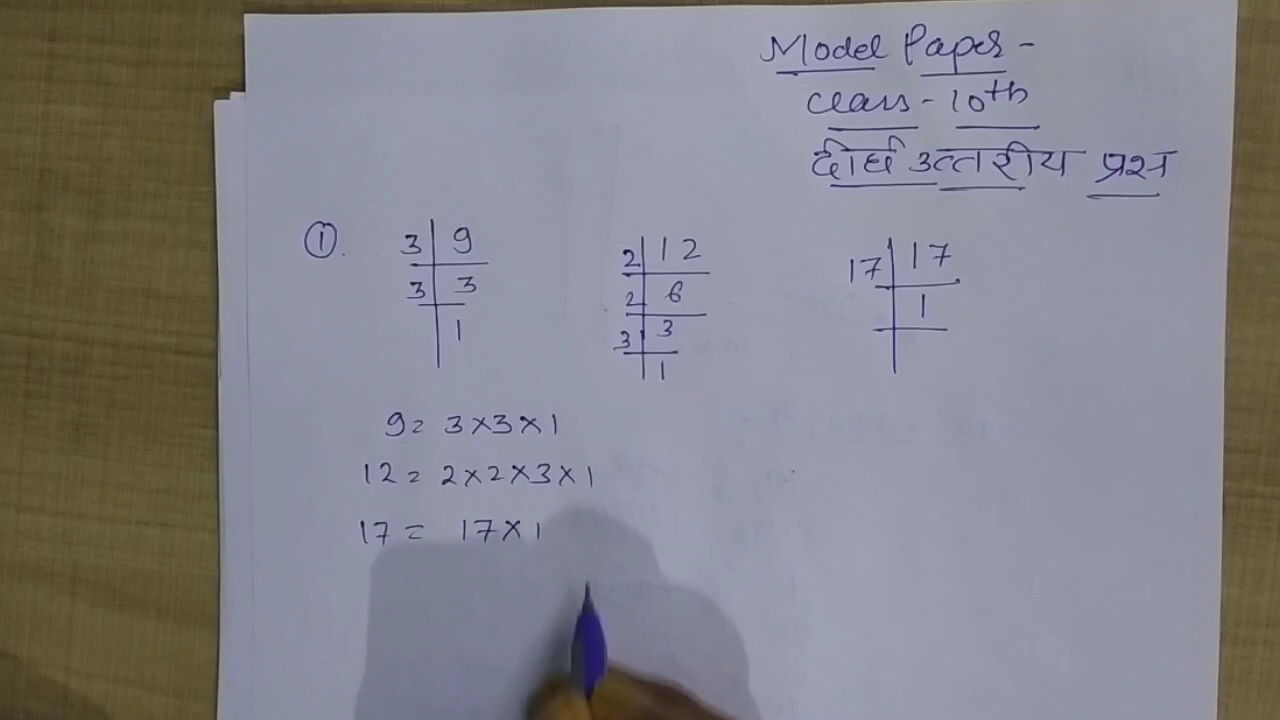 Model Paper -
Class - 10th
दीर्घ उत्तरीय प्रश्न
①.
3 | 9
3 | 3
1
2 | 12
2 | 6
3 | 3
1
17 | 17
1
9 = 3×3×1
12 = 2×2×3×1
17 = 17×1